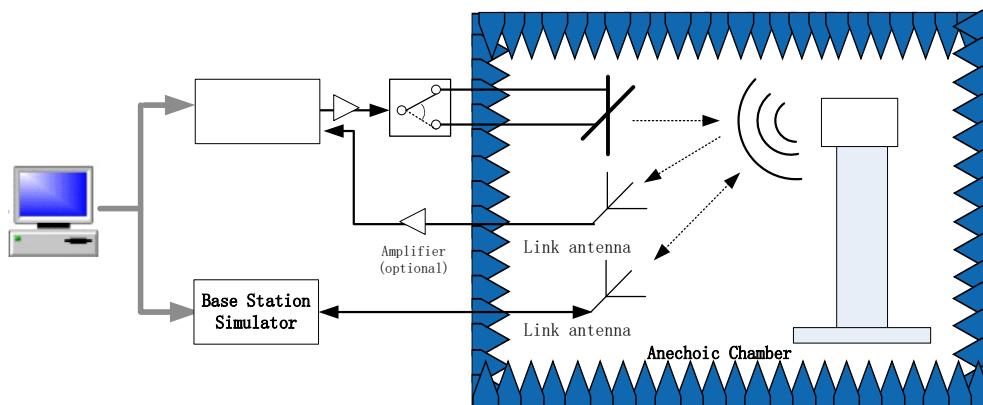 Amplifier
(optional)
Link antenna
Base Station
Simulator
Link antenna
Anechoic Chamber